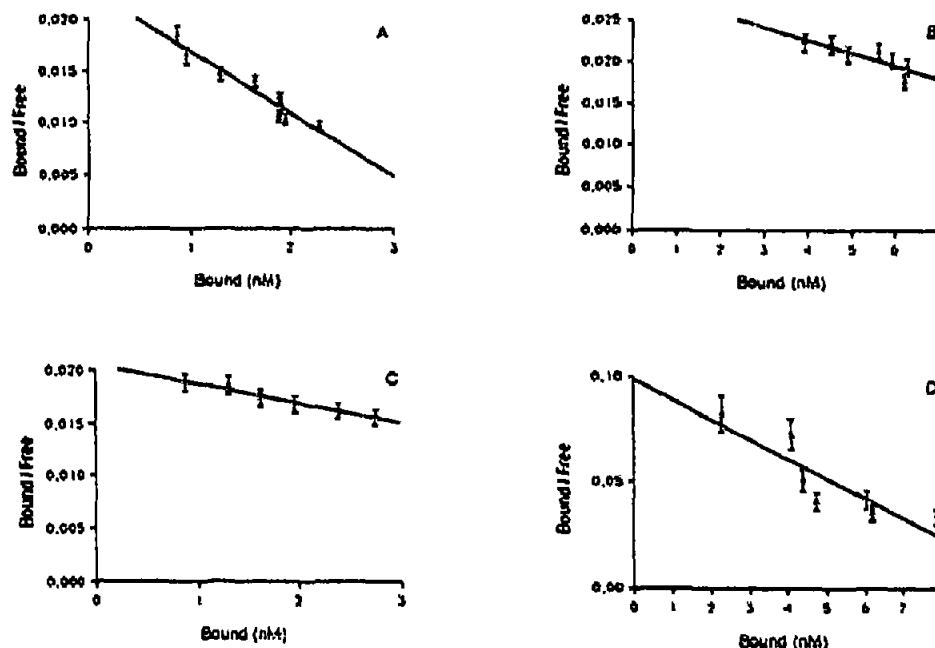 A
0.020
0.015
0.010
0.005
0.000
Bound / Free
0 1 2 3
Bound (nM)
B
0.025
0.020
0.015
0.010
0.005
0.000
Bound / Free
0 1 2 3 4 5 6
Bound (nM)
C
0.020
0.015
0.010
0.005
0.000
Bound / Free
0 1 2 3
Bound (nM)
D
0.10
0.05
0.00
Bound / Free
0 1 2 3 4 5 6 7
Bound (nM)